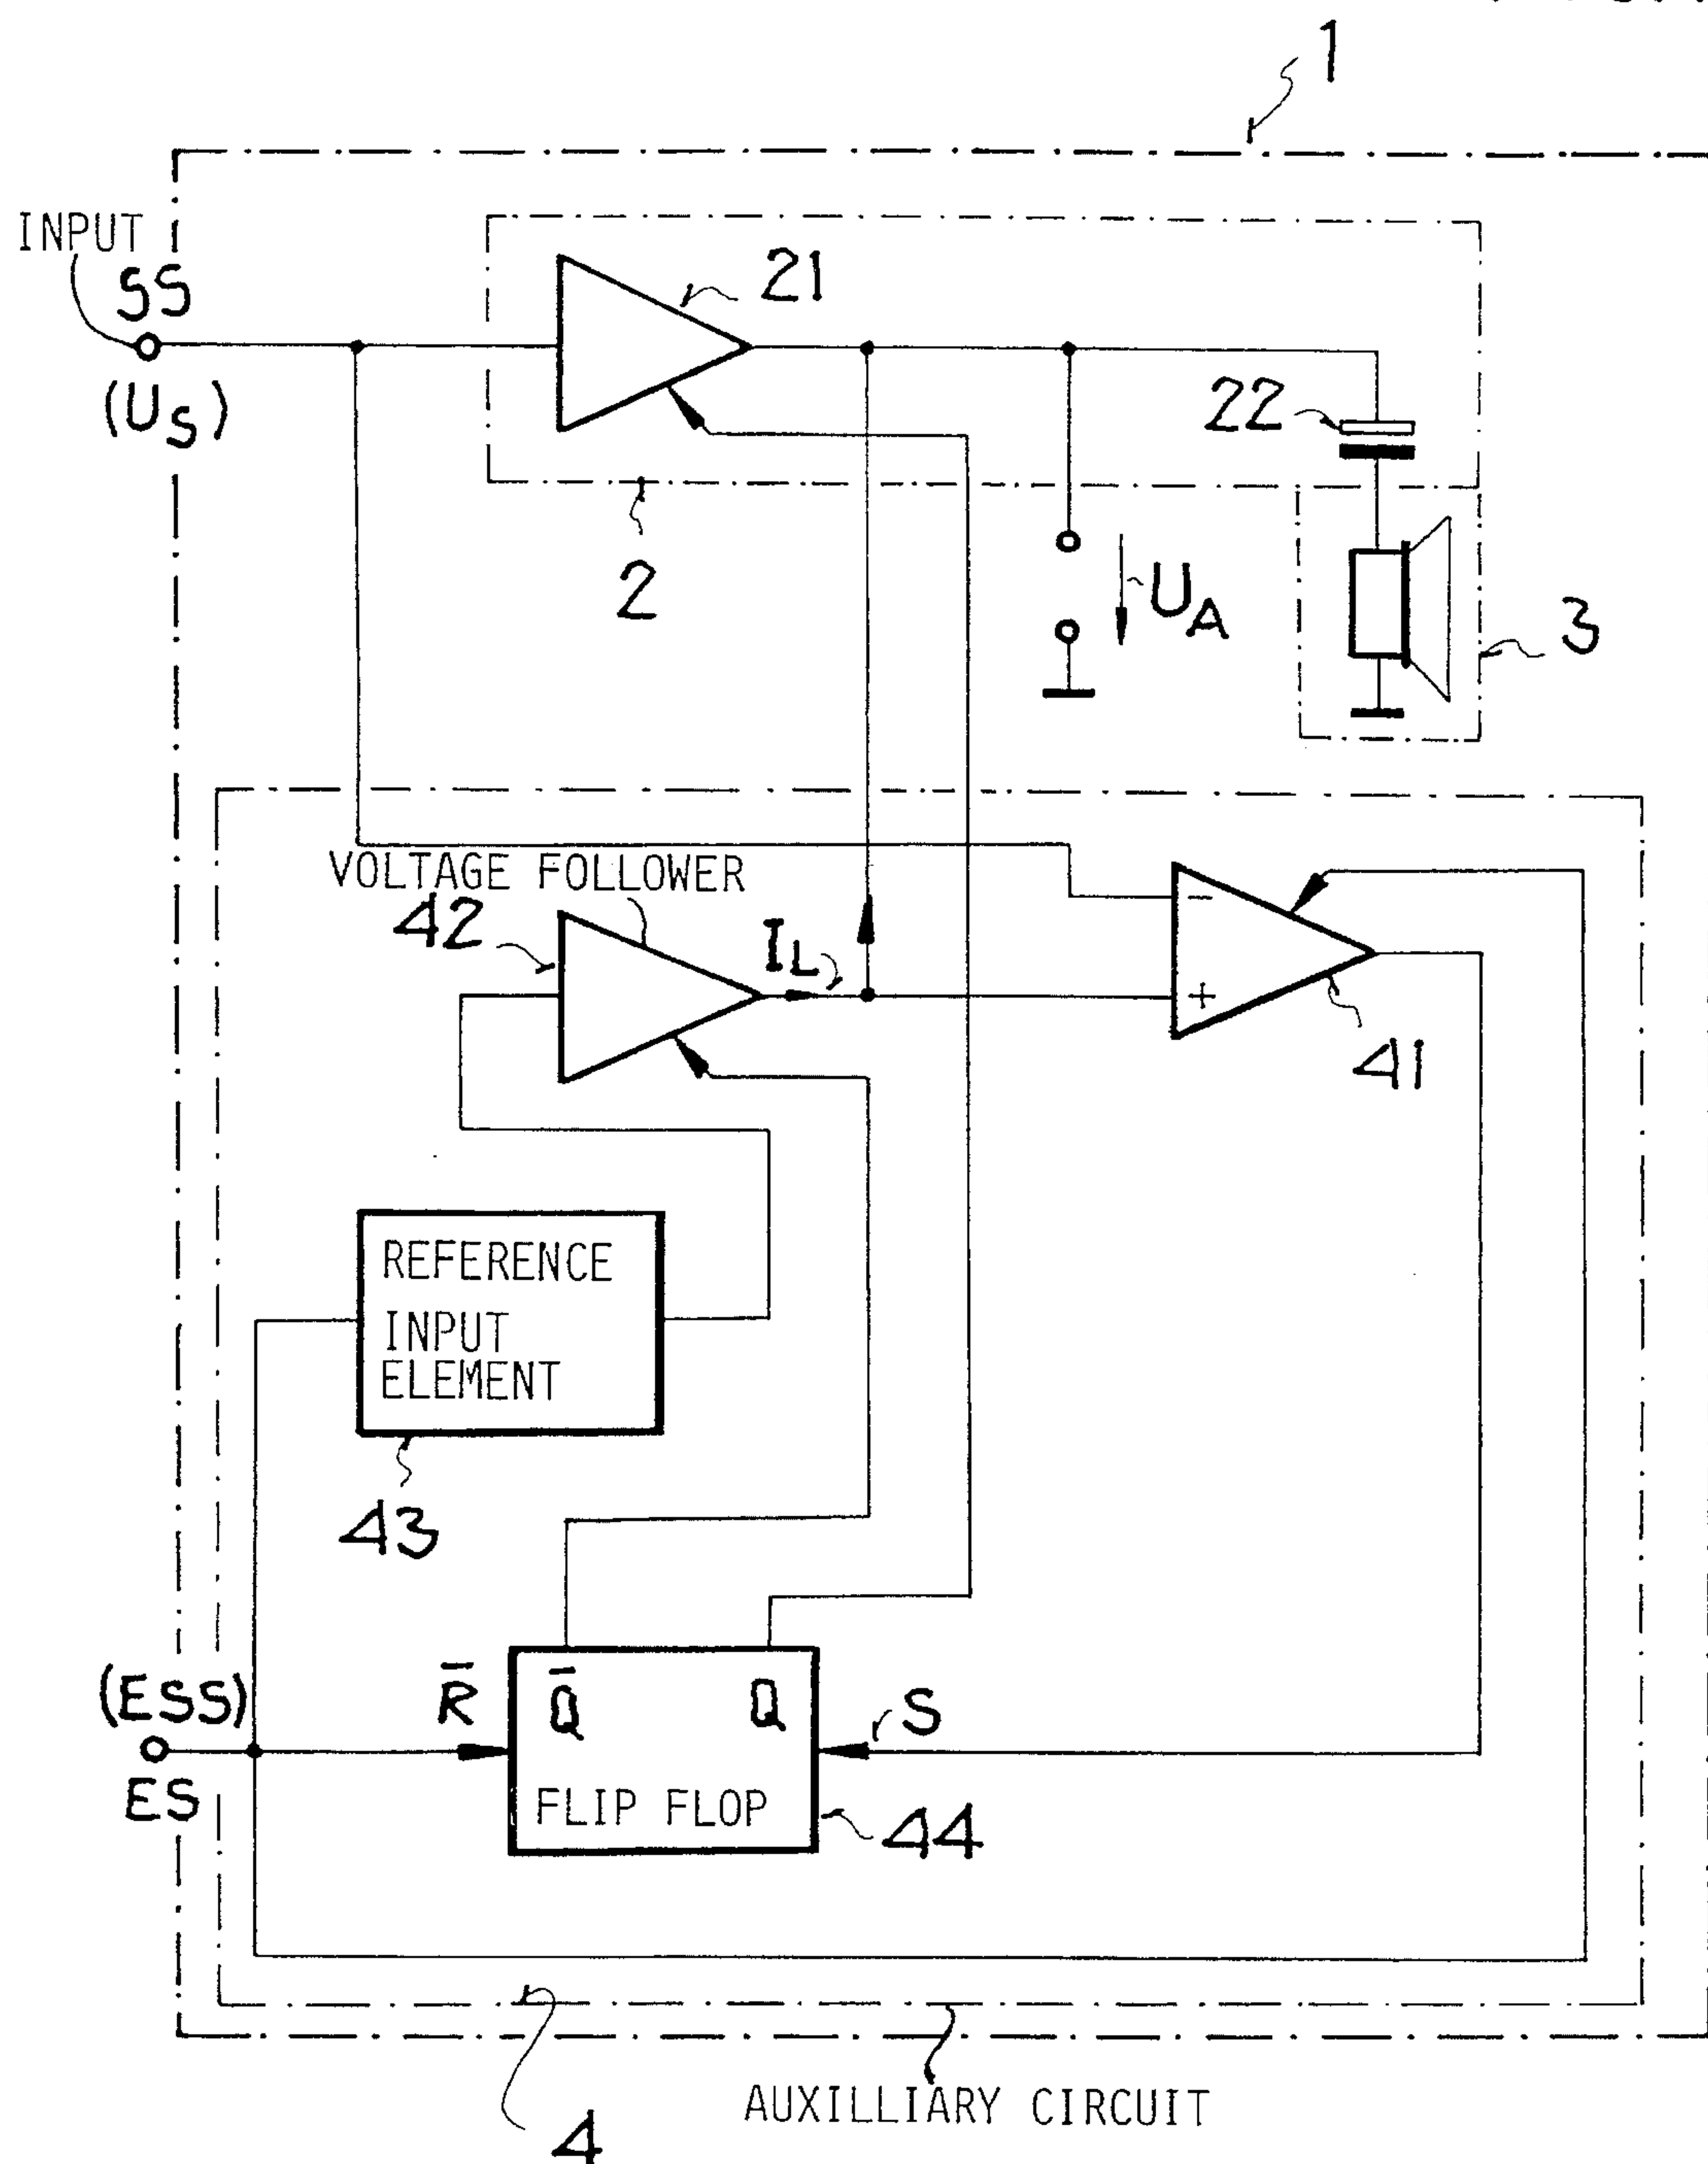 1
INPUT
SS
(US)
21
22
2
UA
3
VOLTAGE FOLLOWER
42
IL
−
+
41
REFERENCE
INPUT
ELEMENT
43
(ESS)
ES
R̅
Q̅
Q
S
FLIP FLOP
44
AUXILLIARY CIRCUIT
4